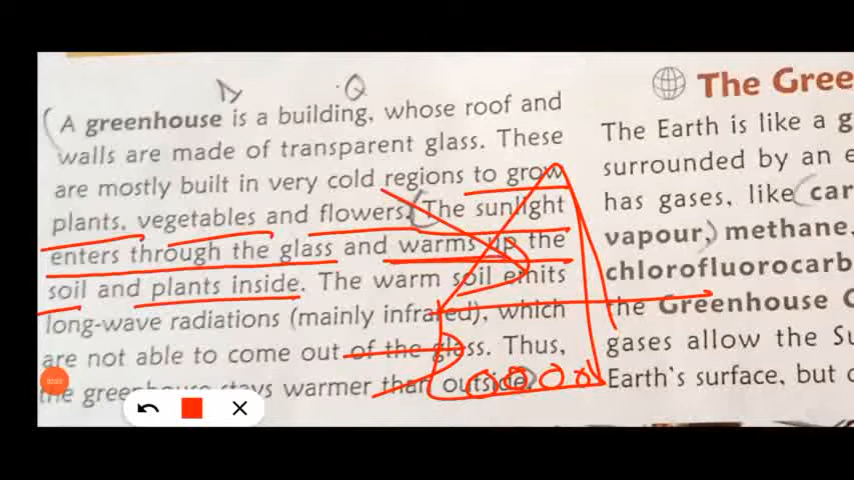 A Q
A greenhouse is a building, whose roof and
walls are made of transparent glass. These
are mostly built in very cold regions to grow
plants, vegetables and flowers. The sunlight
enters through the glass and warms up the
soil and plants inside. The warm soil emits
long-wave radiations (mainly infrared), which
are not able to come out of the glass. Thus,
the greenhouse stays warmer than outside.
The Gree
The Earth is like a g
surrounded by an e
has gases, like car
vapour, methane,
chlorofluorocarb
the Greenhouse G
gases allow the Su
Earth's surface, but